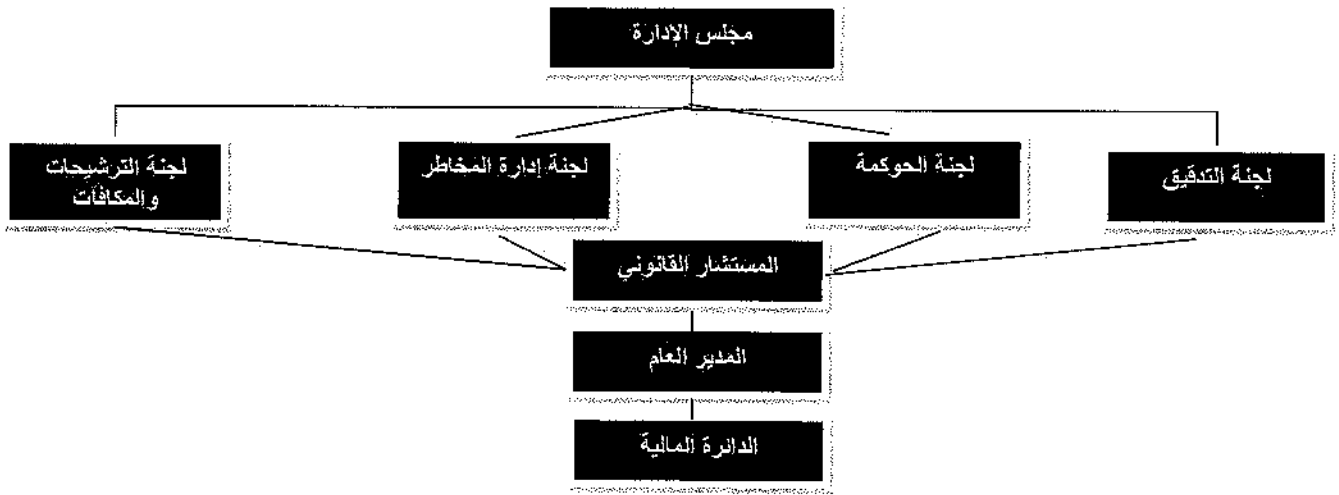 مجلس الإدارة
لجنة التدقيق
لجنة الحوكمة
لجنة إدارة المخاطر
لجنة الترشيحات
والمكافآت
المستشار القانوني
المدير العام
الدائرة المالية